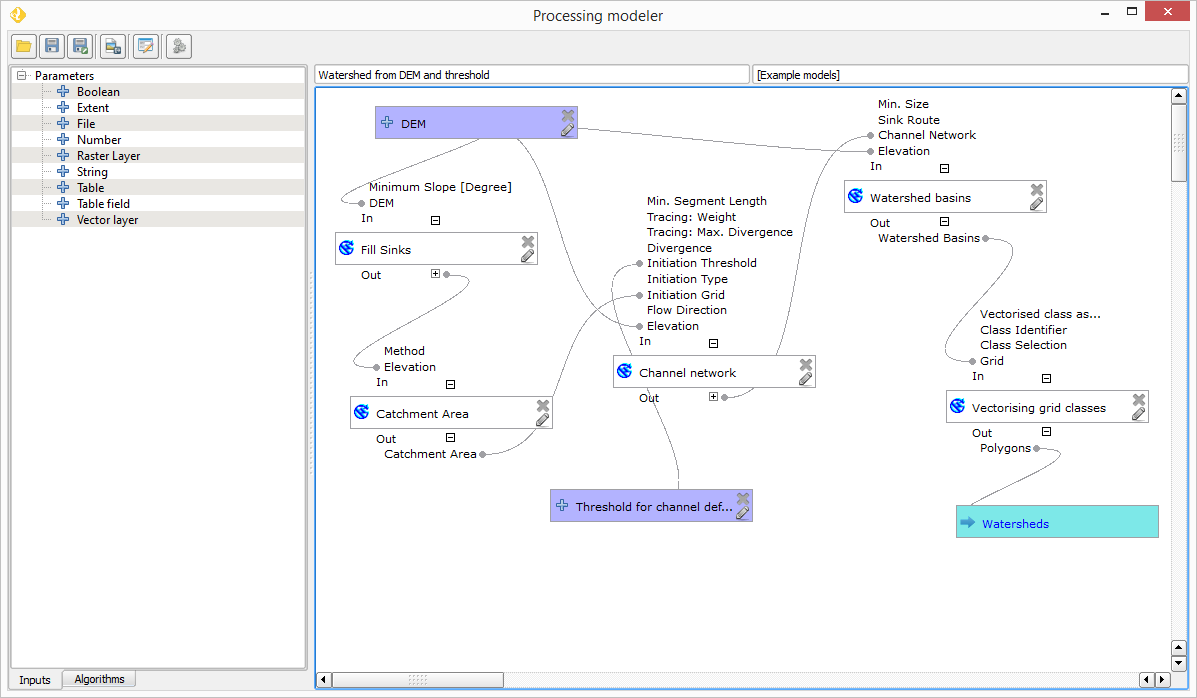 Processing modeler
Parameters
Boolean
Extent
File
Number
Raster Layer
String
Table
Table field
Vector layer
Inputs
Algorithms
Watershed from DEM and threshold
[Example models]
DEM
Minimum Slope [Degree]
DEM
In
Fill Sinks
Out
Method
Elevation
In
Catchment Area
Out
Catchment Area
Min. Segment Length
Tracing: Weight
Tracing: Max. Divergence
Divergence
Initiation Threshold
Initiation Type
Initiation Grid
Flow Direction
Elevation
In
Channel network
Out
Threshold for channel def...
Min. Size
Sink Route
Channel Network
Elevation
In
Watershed basins
Out
Watershed Basins
Vectorised class as...
Class Identifier
Class Selection
Grid
In
Vectorising grid classes
Out
Polygons
Watersheds